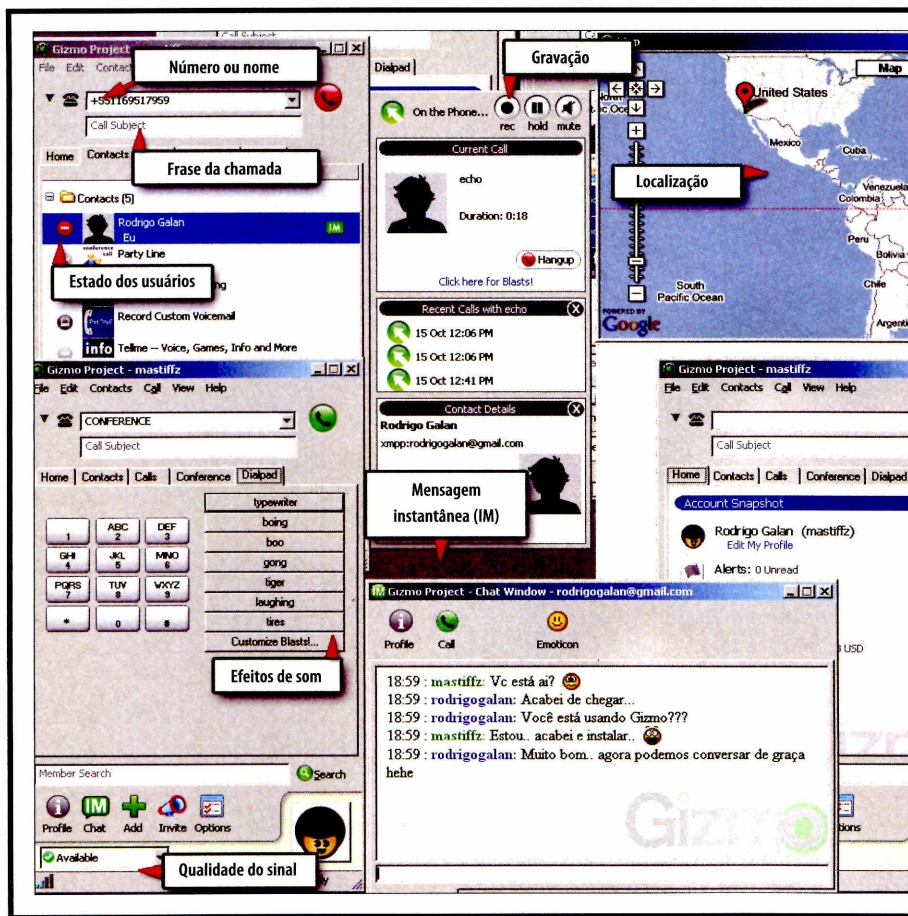 Call Subject
Gizmo Project
File Edit Contac
Número ou nome
+551169517959
Call Subject
Frase da chamada
Home Contacts
Contacts (5)
Rodrigo Galan
Eu
IM
conference call
Party Line
Estado dos usuários
Record Custom Voicemail
info
Tellme -- Voice, Games, Info and More
Dialpad
Gravação
On the Phone...
rec hold mute
Current Call
echo
Duration: 0:18
Hangup
Click here for Blasts!
Recent Calls with echo
15 Oct 12:06 PM
15 Oct 12:06 PM
15 Oct 12:41 PM
Contact Details
Rodrigo Galan
xmpp:rodrigogalan@gmail.com
Mensagem
instantânea (IM)
Map
United States
Mexico
Cuba
Localização
Venezuela
Colombia
Peru
Bolivia
Chile
South
Pacific Ocean
Argenti
POWERED BY
Google
Gizmo Project - mastiffz
File Edit Contacts Call View Help
CONFERENCE
Call Subject
Home Contacts Calls Conference Dialpad
1
ABC
2
DEF
3
GHI
4
JKL
5
MNO
6
PQRS
7
TUV
8
WXYZ
9
*
0
#
typewriter
boing
boo
gong
tiger
laughing
tires
Customize Blasts!...
Efeitos de som
Member Search
Search
Profile Chat Add Invite Options
IM
Available
Qualidade do sinal
Gizmo Project - mastiffz
File Edit Contacts Call View Help
Call Subject
Home Contacts Calls Conference Dialpad
Account Snapshot
Rodrigo Galan (mastiffz)
Edit My Profile
Alerts: 0 Unread
USD
IM Gizmo Project - Chat Window - rodrigogalan@gmail.com
Profile Call Emoticon
18:59 : mastiffz: Vc está ai?
18:59 : rodrigogalan: Acabei de chegar...
18:59 : rodrigogalan: Você está usando Gizmo???
18:59 : mastiffz: Estou.. acabei e instalar..
18:59 : rodrigogalan: Muito bom.. agora podemos conversar de graça
hehe
Gizmo